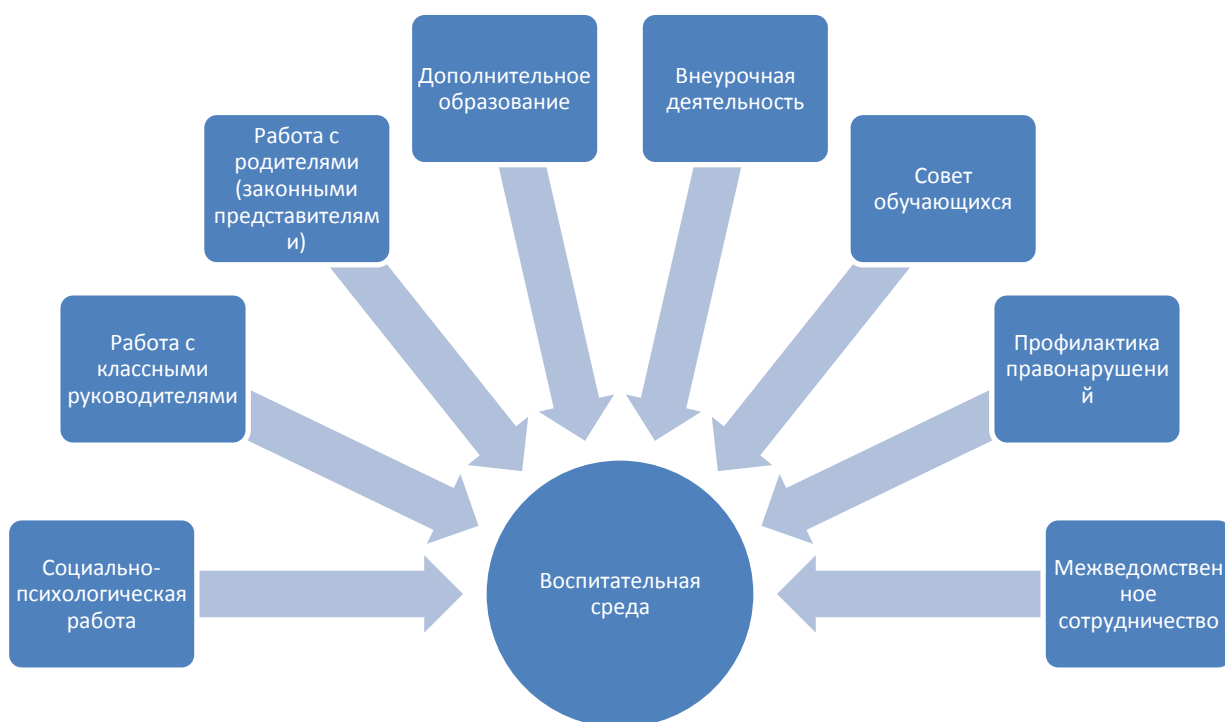 Дополнительное
образование
Внеурочная
деятельность
Работа с
родителями
(законными
представителям
и)
Совет
обучающихся
Работа с
классными
руководителями
Профилактика
правонарушени
й
Социально-
психологическая
работа
Воспитательная
среда
Межведомствен
ное
сотрудничество